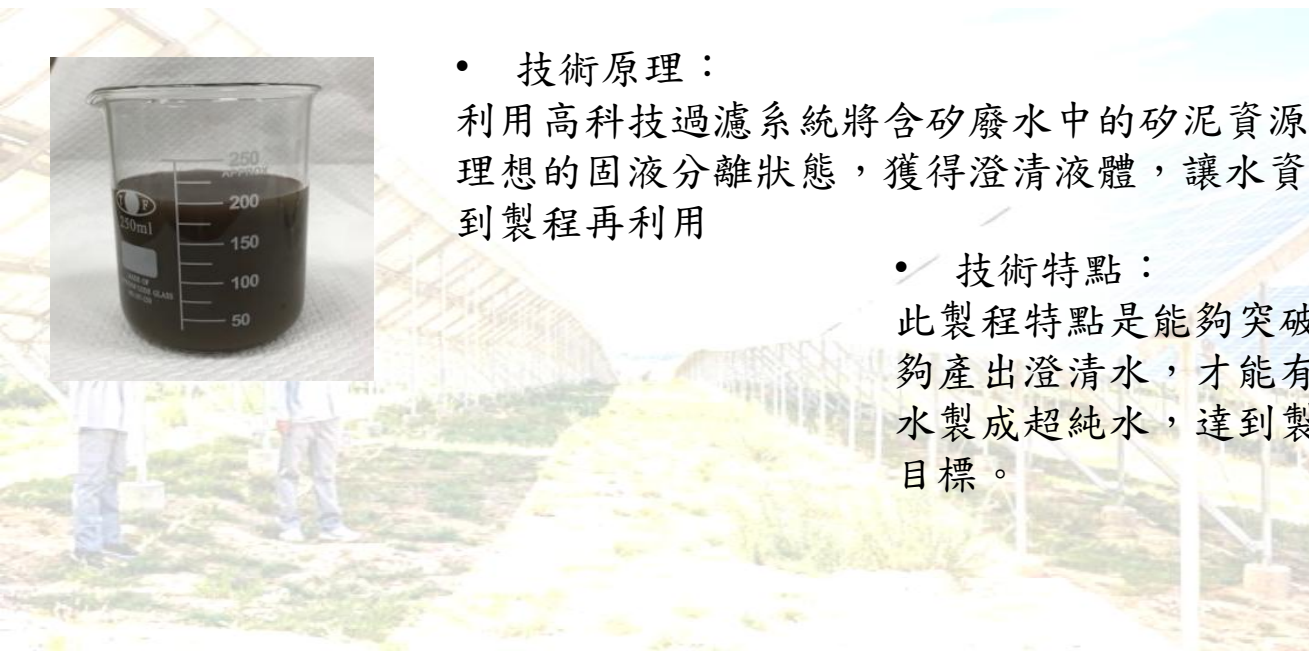 • 技術原理：
利用高科技過濾系統將含矽廢水中的矽泥資源
理想的固液分離狀態，獲得澄清液體，讓水資
到製程再利用
• 技術特點：
此製程特點是能夠突破
夠產出澄清水，才能有
水製成超純水，達到製
目標。
250
APPROX
200
250ml
150
100
50